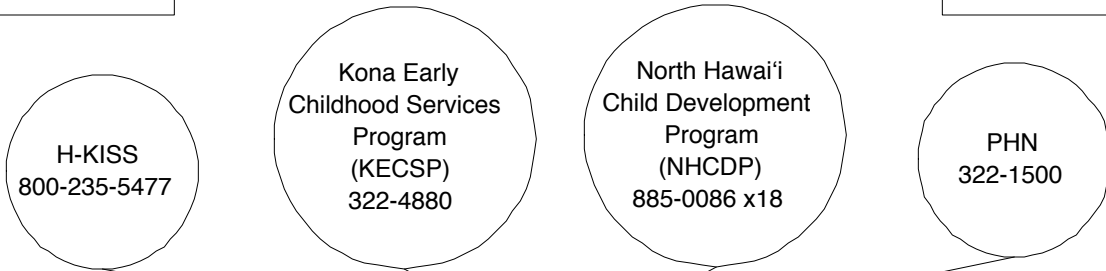 H-KISS
800-235-5477
Kona Early
Childhood Services
Program
(KECSP)
322-4880
North Hawai‘i
Child Development
Program
(NHCDP)
885-0086 x18
PHN
322-1500